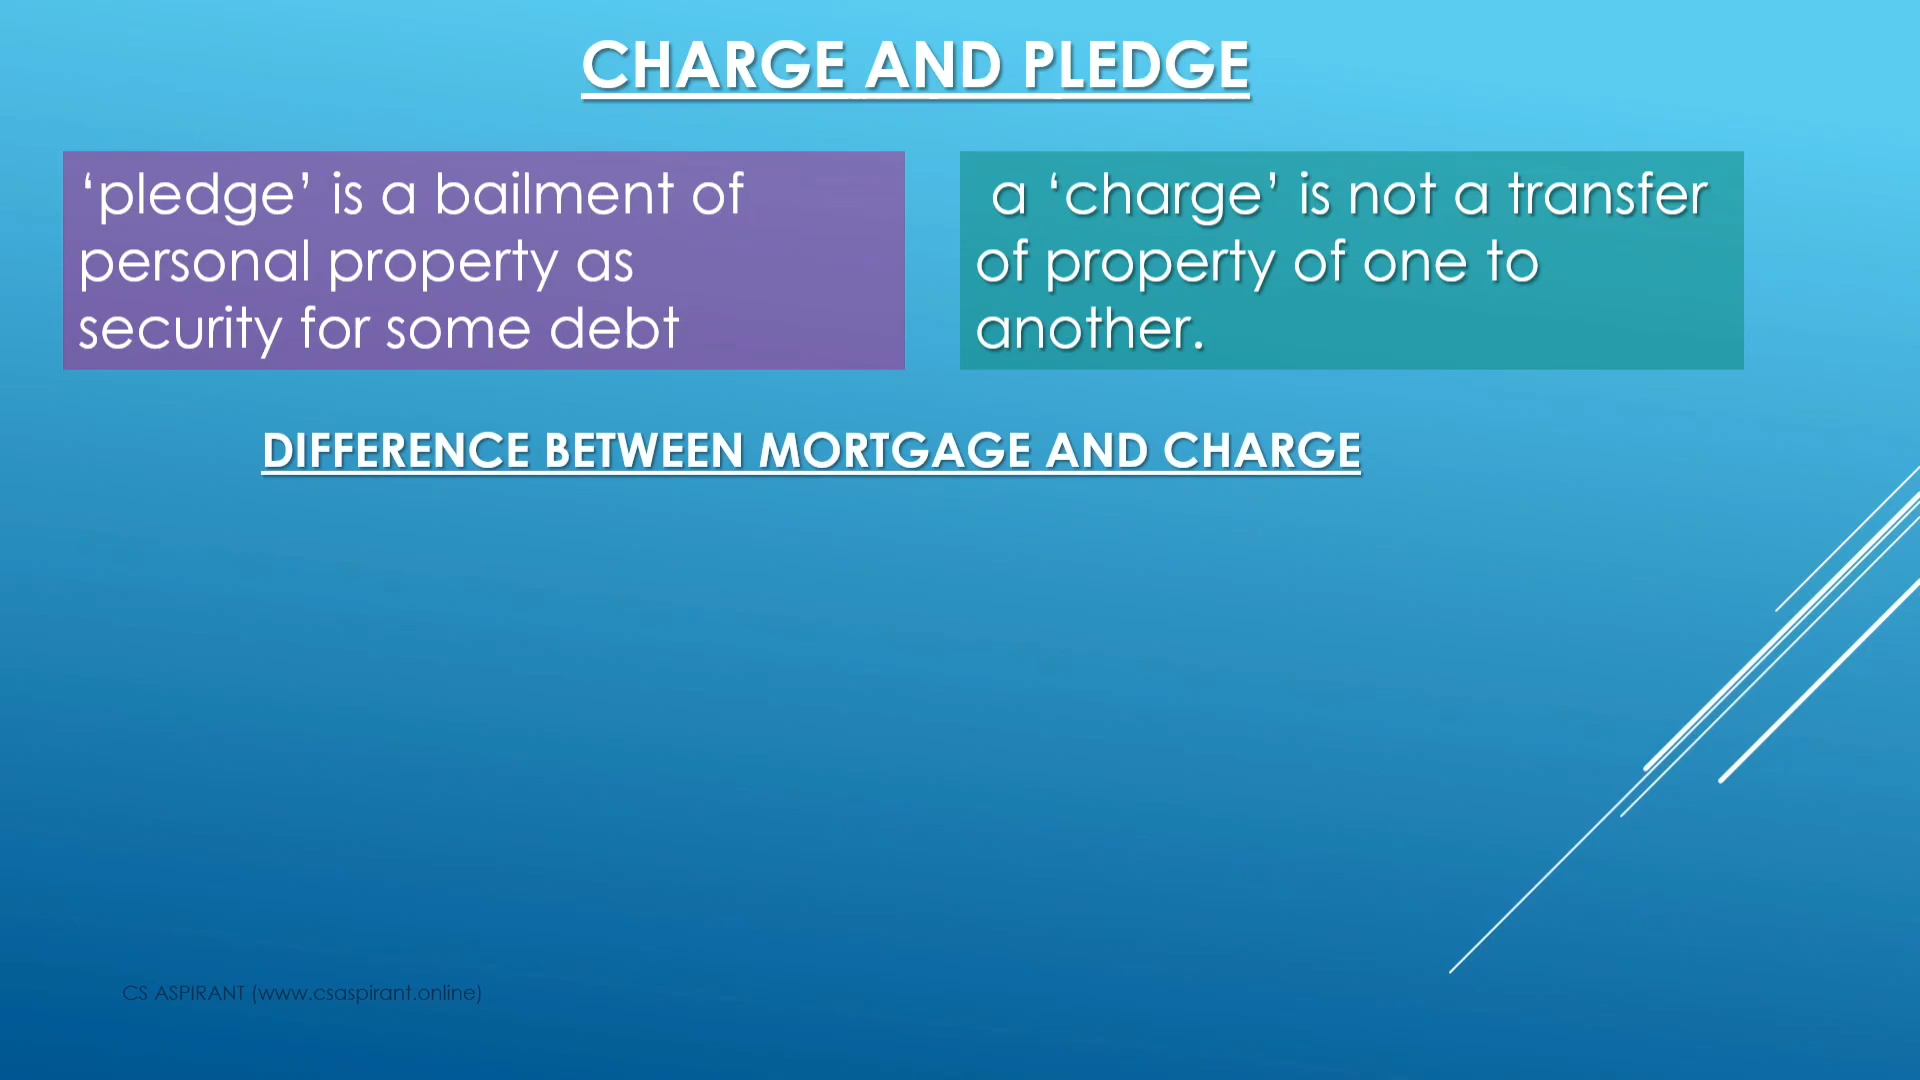 CHARGE AND PLEDGE
‘pledge’ is a bailment of
personal property as
security for some debt
a ‘charge’ is not a transfer
of property of one to
another.
DIFFERENCE BETWEEN MORTGAGE AND CHARGE
CS ASPIRANT (www.csaspirant.online)